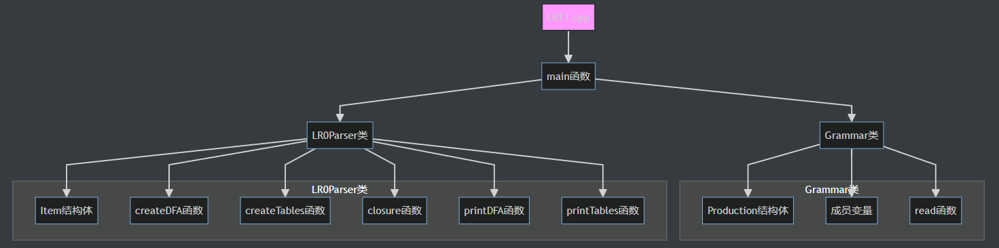 LRT1.cpp
main函数
LR0Parser类
Grammar类
LR0Parser类
Grammar类
Item结构体
createDFA函数
createTables函数
closure函数
printDFA函数
printTables函数
Production结构体
成员变量
read函数